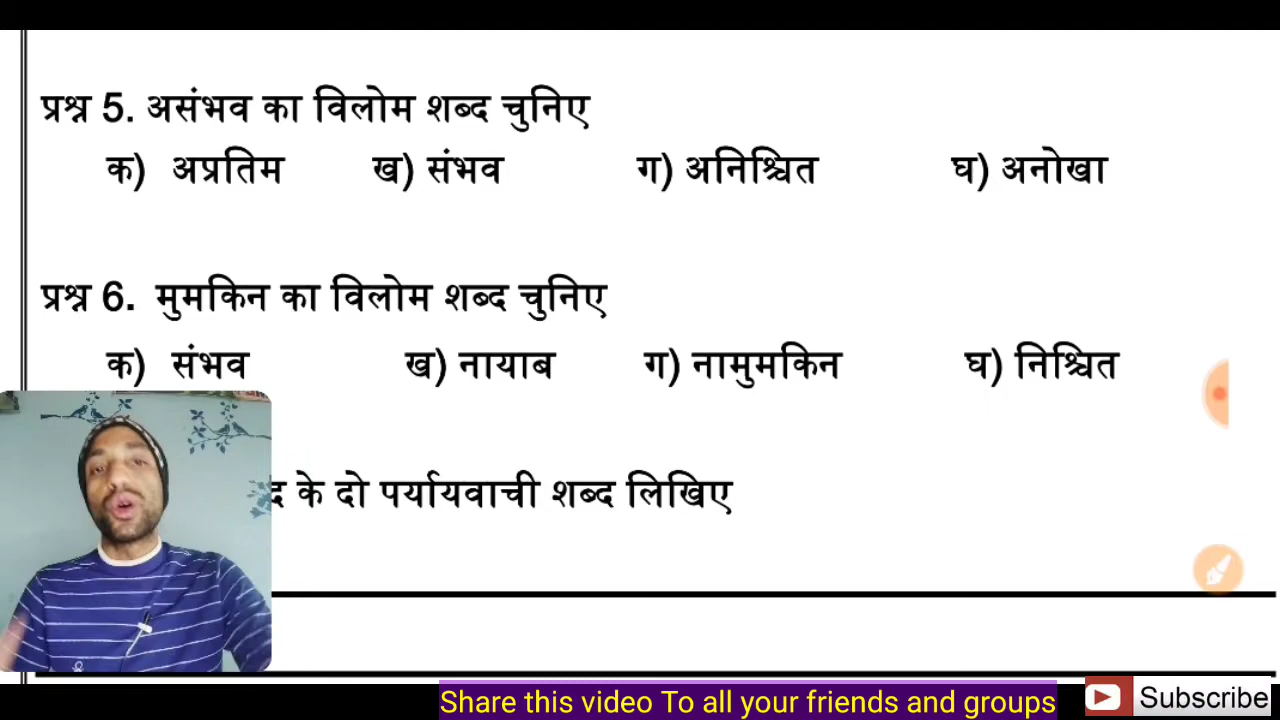 प्रश्न 5. असंभव का विलोम शब्द चुनिए
क) अप्रतिम ख) संभव ग) अनिश्चित घ) अनोखा
प्रश्न 6. मुमकिन का विलोम शब्द चुनिए
क) संभव ख) नायाब ग) नामुमकिन घ) निश्चित
के दो पर्यायवाची शब्द लिखिए
Share this video To all your friends and groups
Subscribe